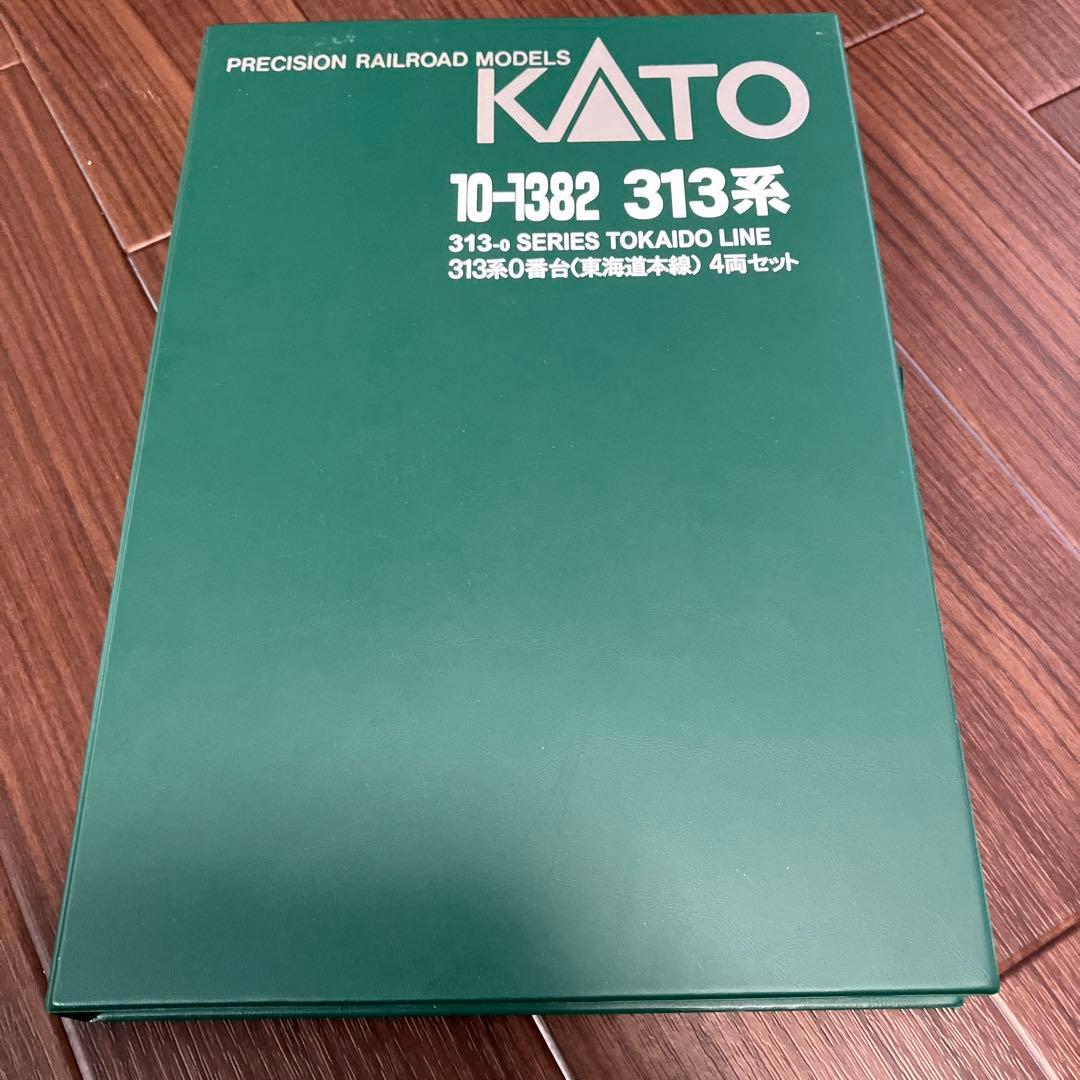 PRECISION RAILROAD MODELS
KATO
10-1382 313系
313-0 SERIES TOKAIDO LINE
313系0番台(東海道本線) 4両セット